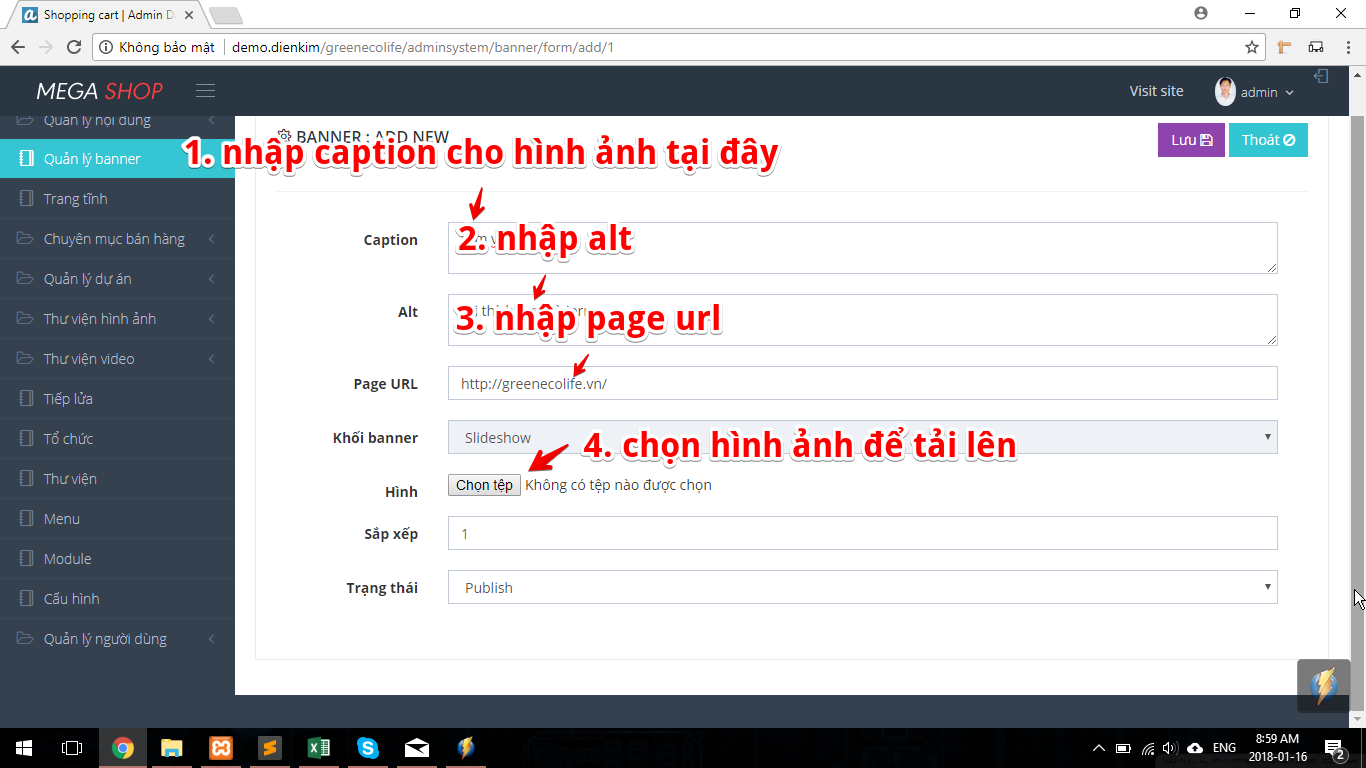 Shopping cart | Admin D
Không bảo mật
demo.dienkim/greenecolife/adminsystem/banner/form/add/1
MEGA SHOP
Visit site
admin
Quản lý nội dung
BANNER : ADD NEW
Lưu
Thoát
Quản lý banner
1. nhập caption cho hình ảnh tại đây
Trang tĩnh
Chuyên mục bán hàng
Caption
2. nhập alt
Quản lý dự án
Thư viện hình ảnh
Alt
3. nhập page url
Thư viện video
Page URL
http://greenecolife.vn/
Tiếp lửa
Tổ chức
Khối banner
Slideshow
4. chọn hình ảnh để tải lên
Thư viện
Hình
Chọn tệp
Không có tệp nào được chọn
Menu
Sắp xếp
1
Module
Trạng thái
Publish
Cấu hình
Quản lý người dùng
ENG
8:59 AM
2018-01-16
2